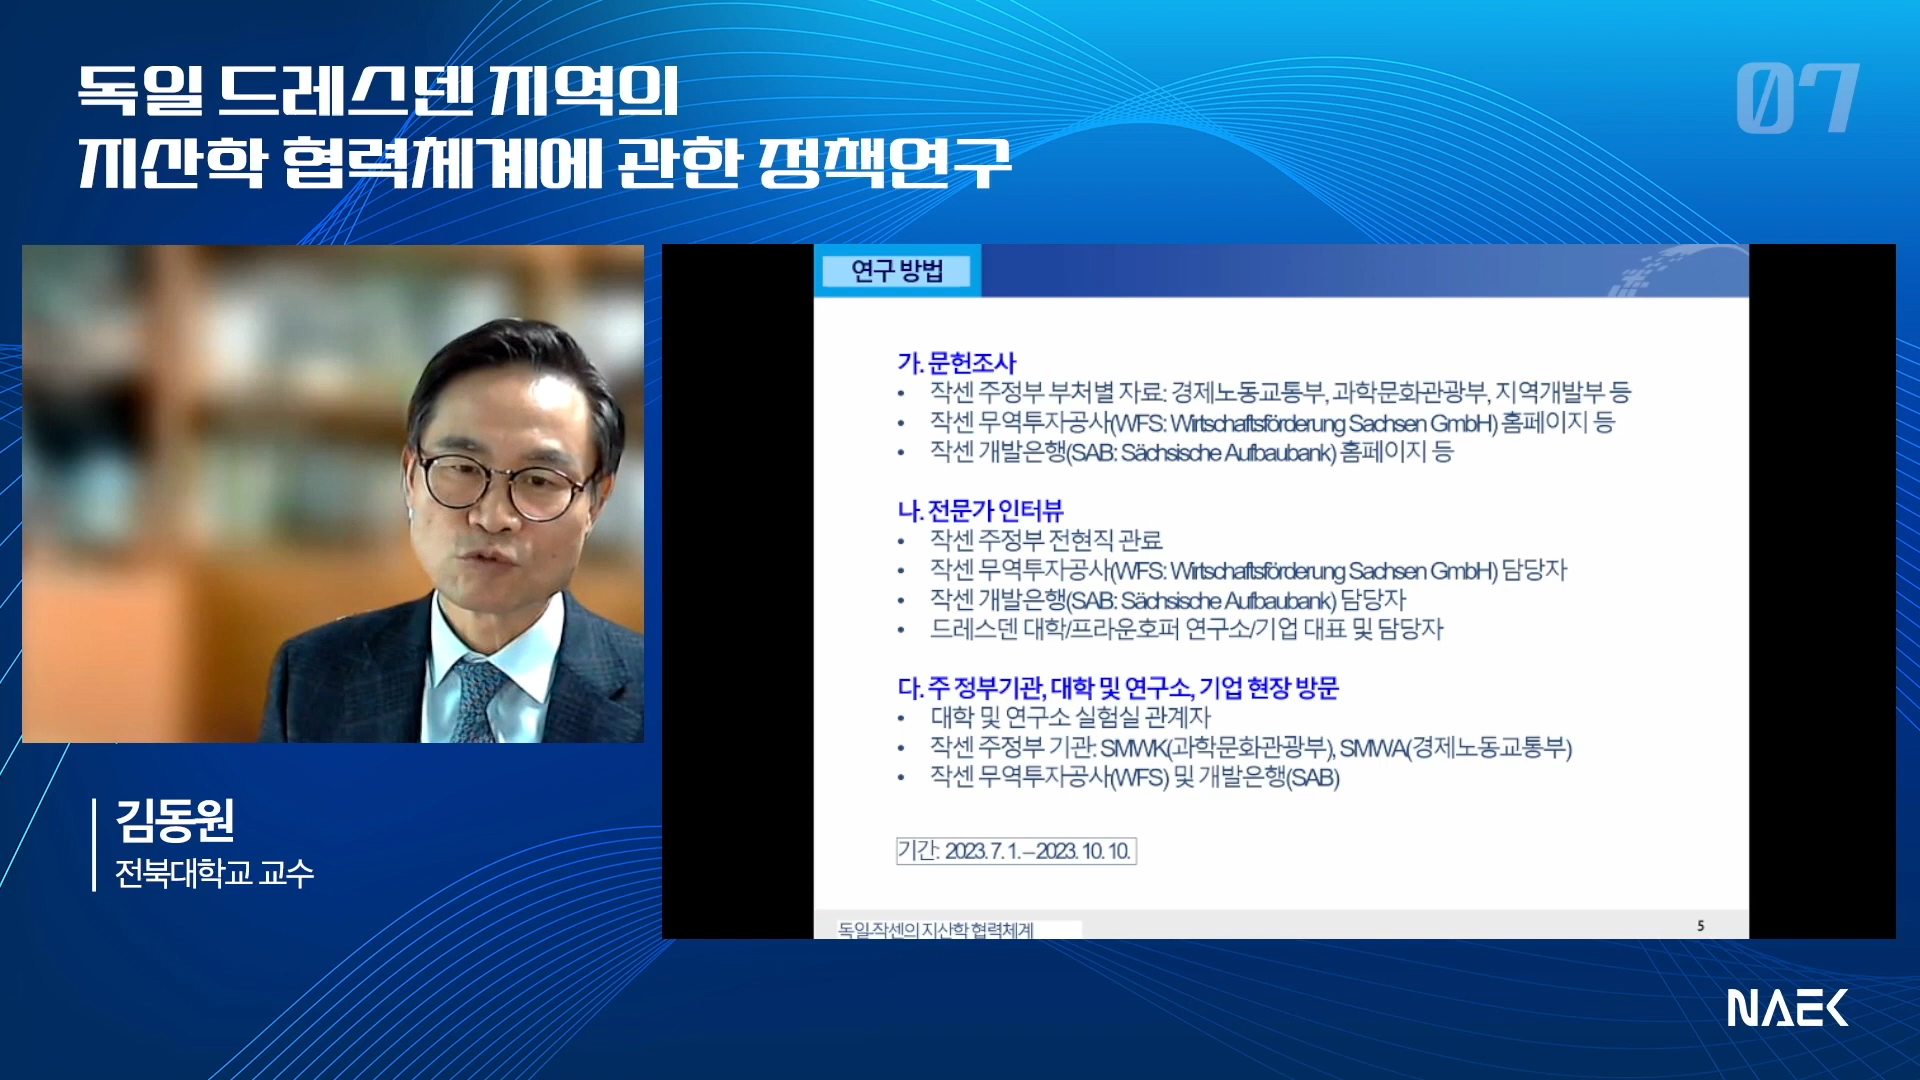 독일 드레스덴 지역의
지산학 협력체계에 관한 정책연구
07
연구 방법
가. 문헌조사
• 작센 주정부 부처별 자료: 경제노동교통부, 과학문화관광부, 지역개발부 등
• 작센 무역투자공사(WFS: Wirtschaftsförderung Sachsen GmbH) 홈페이지 등
• 작센 개발은행(SAB: Sächsische Aufbaubank) 홈페이지 등
나. 전문가 인터뷰
• 작센 주정부 전현직 관료
• 작센 무역투자공사(WFS: Wirtschaftsförderung Sachsen GmbH) 담당자
• 작센 개발은행(SAB: Sächsische Aufbaubank) 담당자
• 드레스덴 대학/프라운호퍼 연구소/기업 대표 및 담당자
다. 주 정부기관, 대학 및 연구소, 기업 현장 방문
• 대학 및 연구소 실험실 관계자
• 작센 주정부 기관: SMWK(과학문화관광부), SMWA(경제노동교통부)
• 작센 무역투자공사(WFS) 및 개발은행(SAB)
기간: 2023. 7. 1. – 2023. 10. 10.
독일-작센의 지산학 협력체계
5
김동원
전북대학교 교수
NAEK